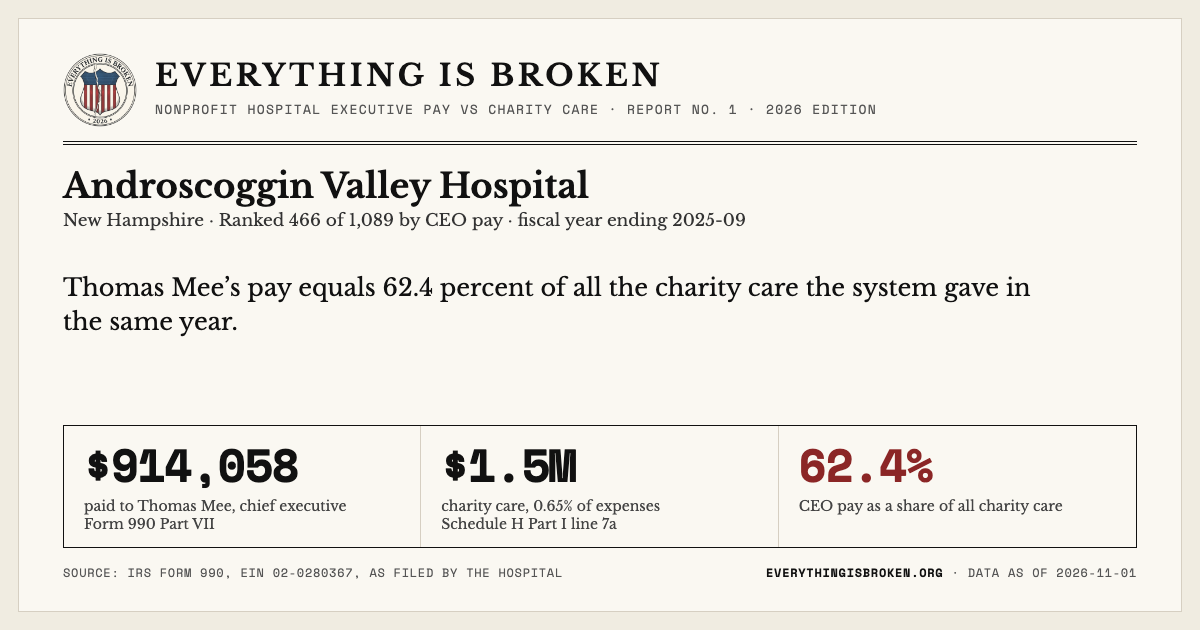 EVERYTHING IS BROKEN
2026
EVERYTHING IS BROKEN
NONPROFIT HOSPITAL EXECUTIVE PAY VS CHARITY CARE · REPORT NO. 1 · 2026 EDITION
Androscoggin Valley Hospital
New Hampshire · Ranked 466 of 1,089 by CEO pay · fiscal year ending 2025-09
Thomas Mee’s pay equals 62.4 percent of all the charity care the system gave in
the same year.
$914,058
paid to Thomas Mee, chief executive
Form 990 Part VII
$1.5M
charity care, 0.65% of expenses
Schedule H Part I line 7a
62.4%
CEO pay as a share of all charity care
SOURCE: IRS FORM 990, EIN 02-0280367, AS FILED BY THE HOSPITAL
EVERYTHINGISBROKEN.ORG · DATA AS OF 2026-11-01